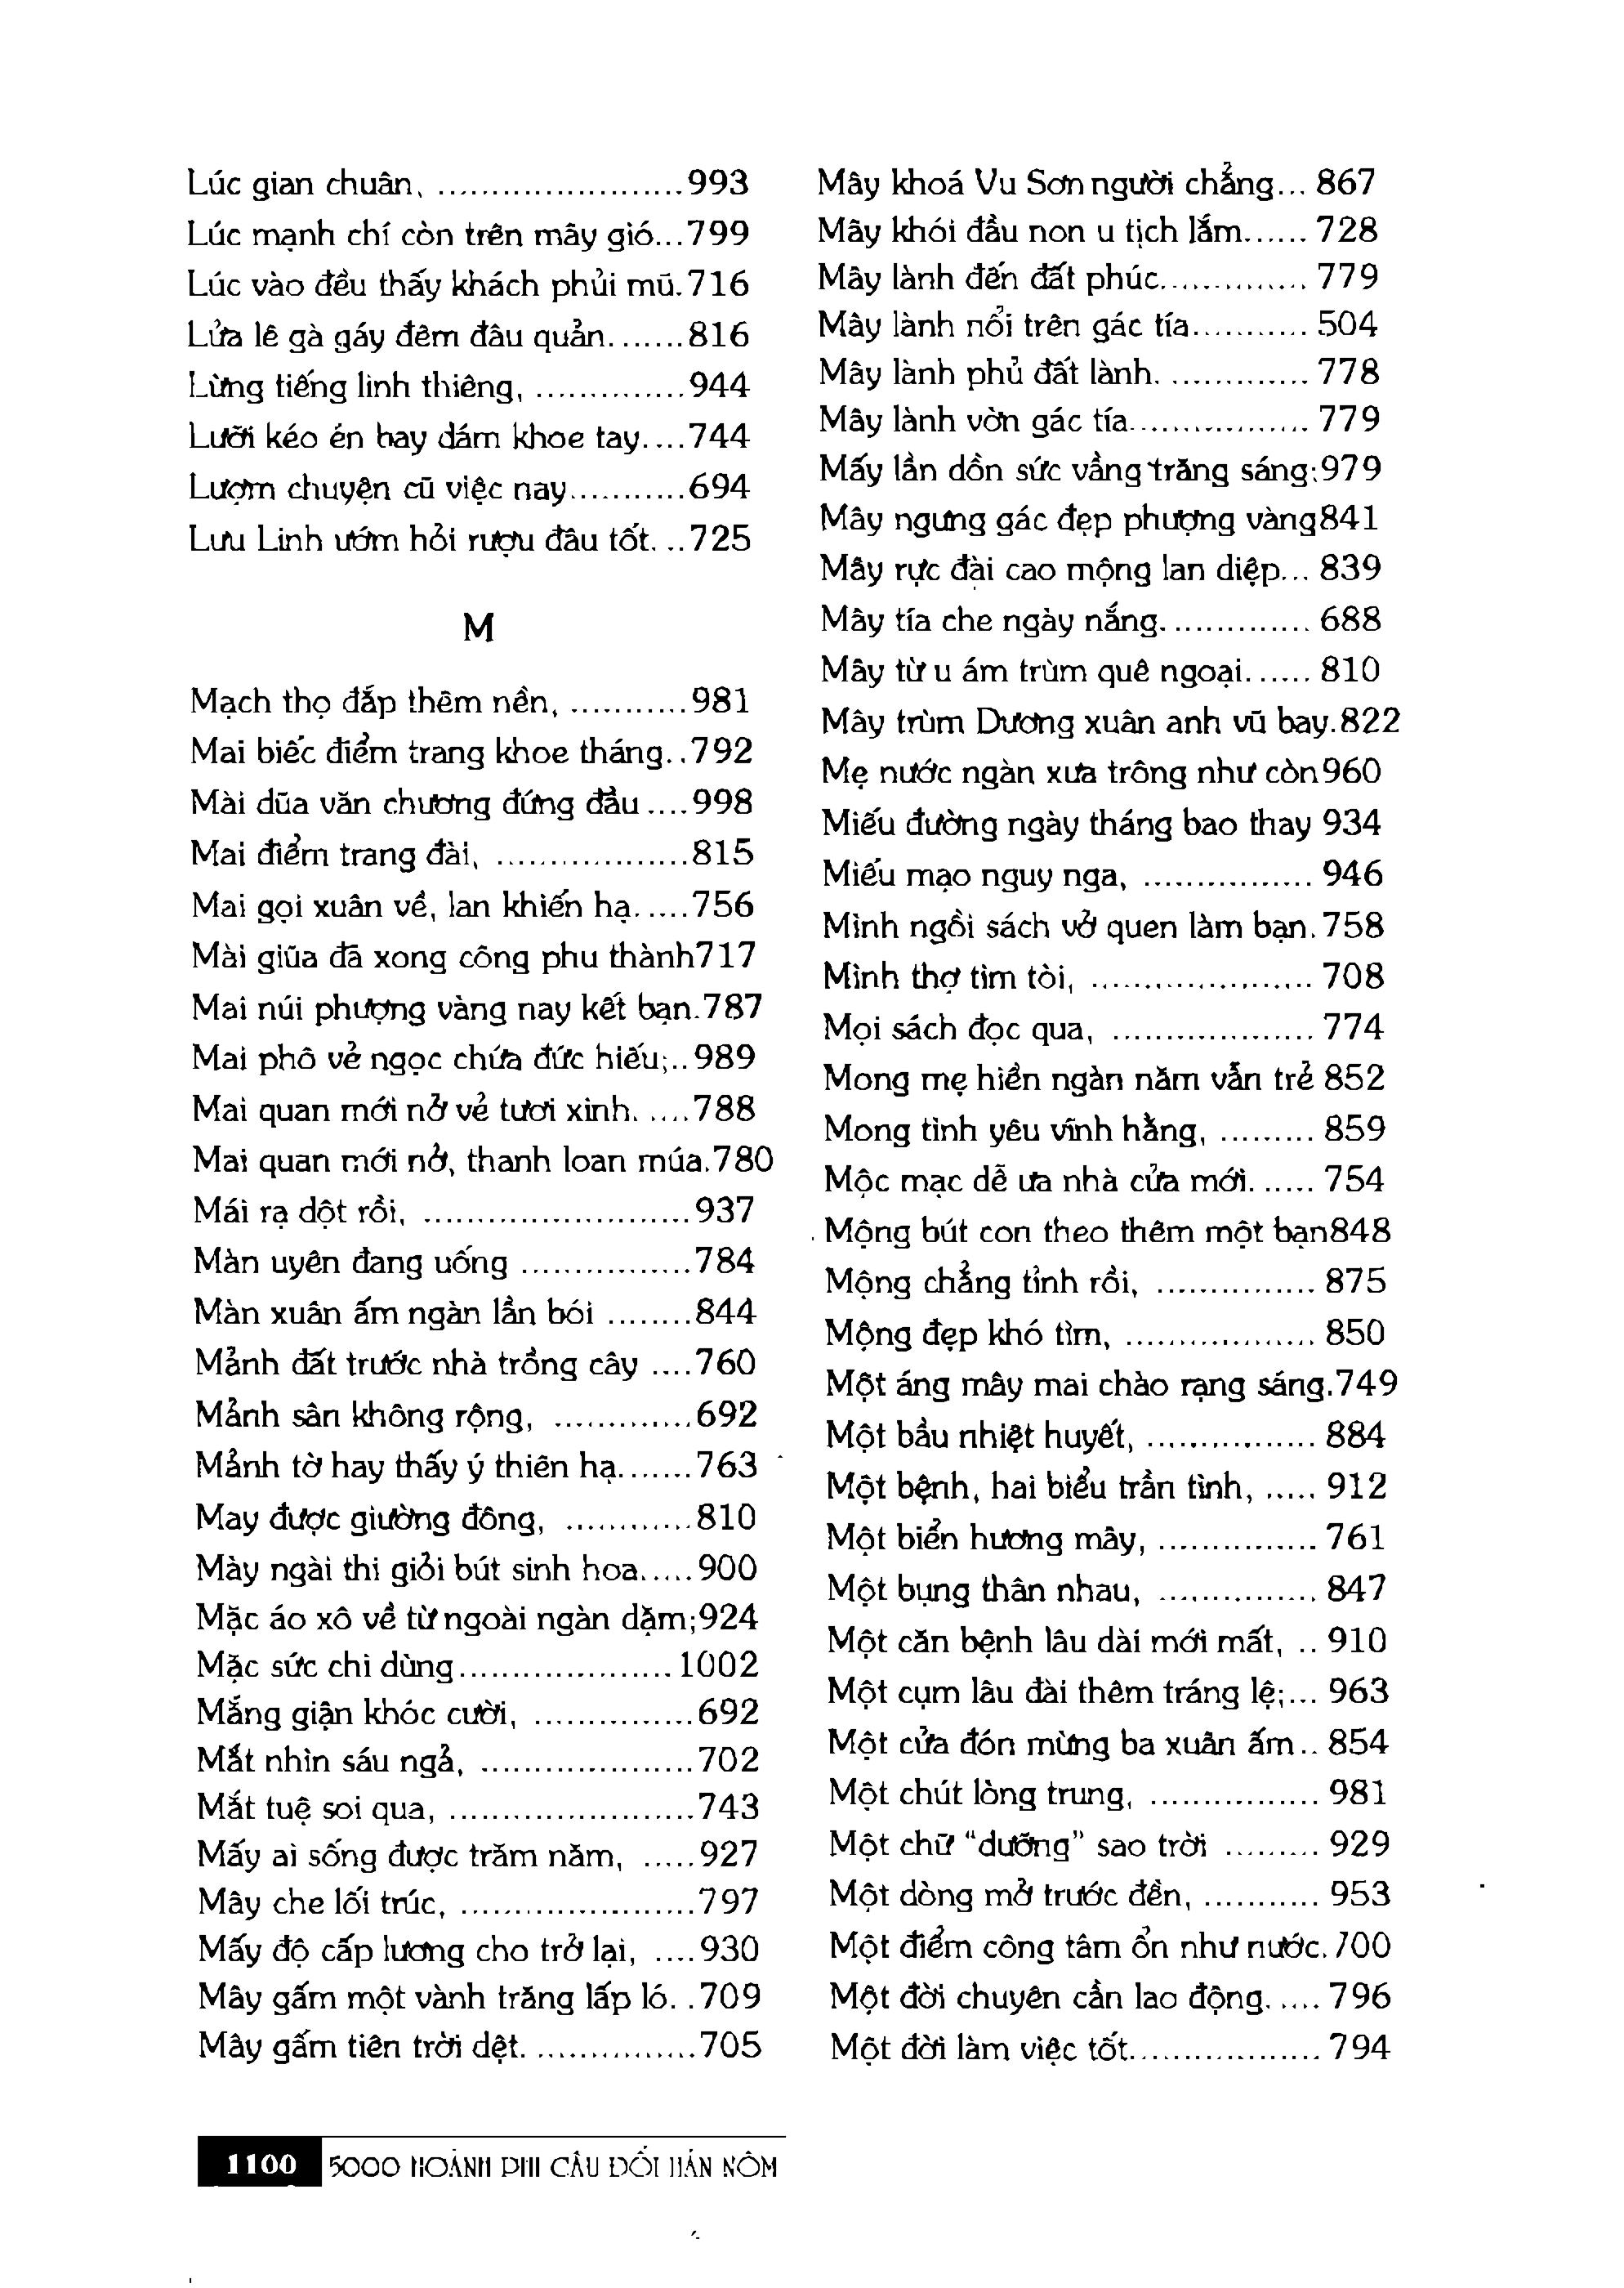 Lúc gian chuân, ......................993
Lúc mạnh chí còn trên mây gió...799
Lúc vào đều thấy khách phủi mũ.716
Lửa lê gà gáy đêm đâu quản.......816
Lừng tiếng linh thiêng, ..............944
Lưỡi kéo én hay dám khoe tay....744
Lượm chuyện cũ việc nay...........694
Lưu Linh ướm hỏi rượu đâu tốt. ..725
M
Mạch thọ đắp thêm nền, ...........981
Mai biếc điểm trang khoe tháng..792
Mài dũa văn chương đứng đầu ....998
Mai điểm trang đài, ..................815
Mai gọi xuân về, lan khiến hạ.....756
Mài giũa đã xong công phu thành717
Mai núi phượng vàng nay kết bạn.787
Mai phô vẻ ngọc chứa đức hiếu;..989
Mai quan mới nở vẻ tươi xinh. ....788
Mai quan mới nở, thanh loan múa.780
Mái rạ dột rồi, .........................937
Màn uyên đang uống ................784
Màn xuân ấm ngàn lần bói ........844
Mảnh đất trước nhà trồng cây ....760
Mảnh sân không rộng, .............692
Mảnh tờ hay thấy ý thiên hạ.......763
May được giường đông, ............810
Mày ngài thi giỏi bút sinh hoa.....900
Mặc áo xô về từ ngoài ngàn dặm;924
Mặc sức chi dùng....................1002
Mắng giận khóc cười, ...............692
Mắt nhìn sáu ngả, ....................702
Mắt tuệ soi qua, .......................743
Mấy ai sống được trăm năm, .....927
Mây che lối trúc, ......................797
Mấy độ cấp lương cho trở lại, ....930
Mây gấm một vành trăng lấp ló. .709
Mây gấm tiên trời dệt. ...............705
Mây khoá Vu Sơn người chẳng... 867
Mây khói đầu non u tịch lắm...... 728
Mây lành đến đất phúc.............. 779
Mây lành nổi trên gác tía........... 504
Mây lành phủ đất lành. ............. 778
Mây lành vờn gác tía................. 779
Mấy lần dồn sức vầng trăng sáng;979
Mây ngưng gác đẹp phượng vàng841
Mây rực đài cao mộng lan diệp... 839
Mây tía che ngày nắng.............. 688
Mây từ u ám trùm quê ngoại...... 810
Mây trùm Dương xuân anh vũ bay.822
Mẹ nước ngàn xưa trông như còn960
Miếu đường ngày tháng bao thay 934
Miếu mạo nguy nga, ................ 946
Mình ngồi sách vở quen làm bạn. 758
Mình thợ tìm tòi, ..................... 708
Mọi sách đọc qua, ................... 774
Mong mẹ hiền ngàn năm vẫn trẻ 852
Mong tình yêu vĩnh hằng, ......... 859
Mộc mạc dễ ưa nhà cửa mới. ..... 754
Mộng bút con theo thêm một bạn848
Mộng chẳng tỉnh rồi, ............... 875
Mộng đẹp khó tìm, .................. 850
Một áng mây mai chào rạng sáng.749
Một bầu nhiệt huyết, ................ 884
Một bệnh, hai biểu trần tình, ..... 912
Một biển hương mây, ............... 761
Một bụng thân nhau, ............... 847
Một căn bệnh lâu dài mới mất, .. 910
Một cụm lâu đài thêm tráng lệ;... 963
Một cửa đón mừng ba xuân ấm.. 854
Một chút lòng trung, ................ 981
Một chữ “dưỡng” sao trời ......... 929
Một dòng mở trước đền, ........... 953
Một điểm công tâm ổn như nước. 700
Một đời chuyên cần lao động. .... 796
Một đời làm việc tốt.................. 794
1100 5000 HOÀNH PHI CÂU ĐỐI HÁN NÔM